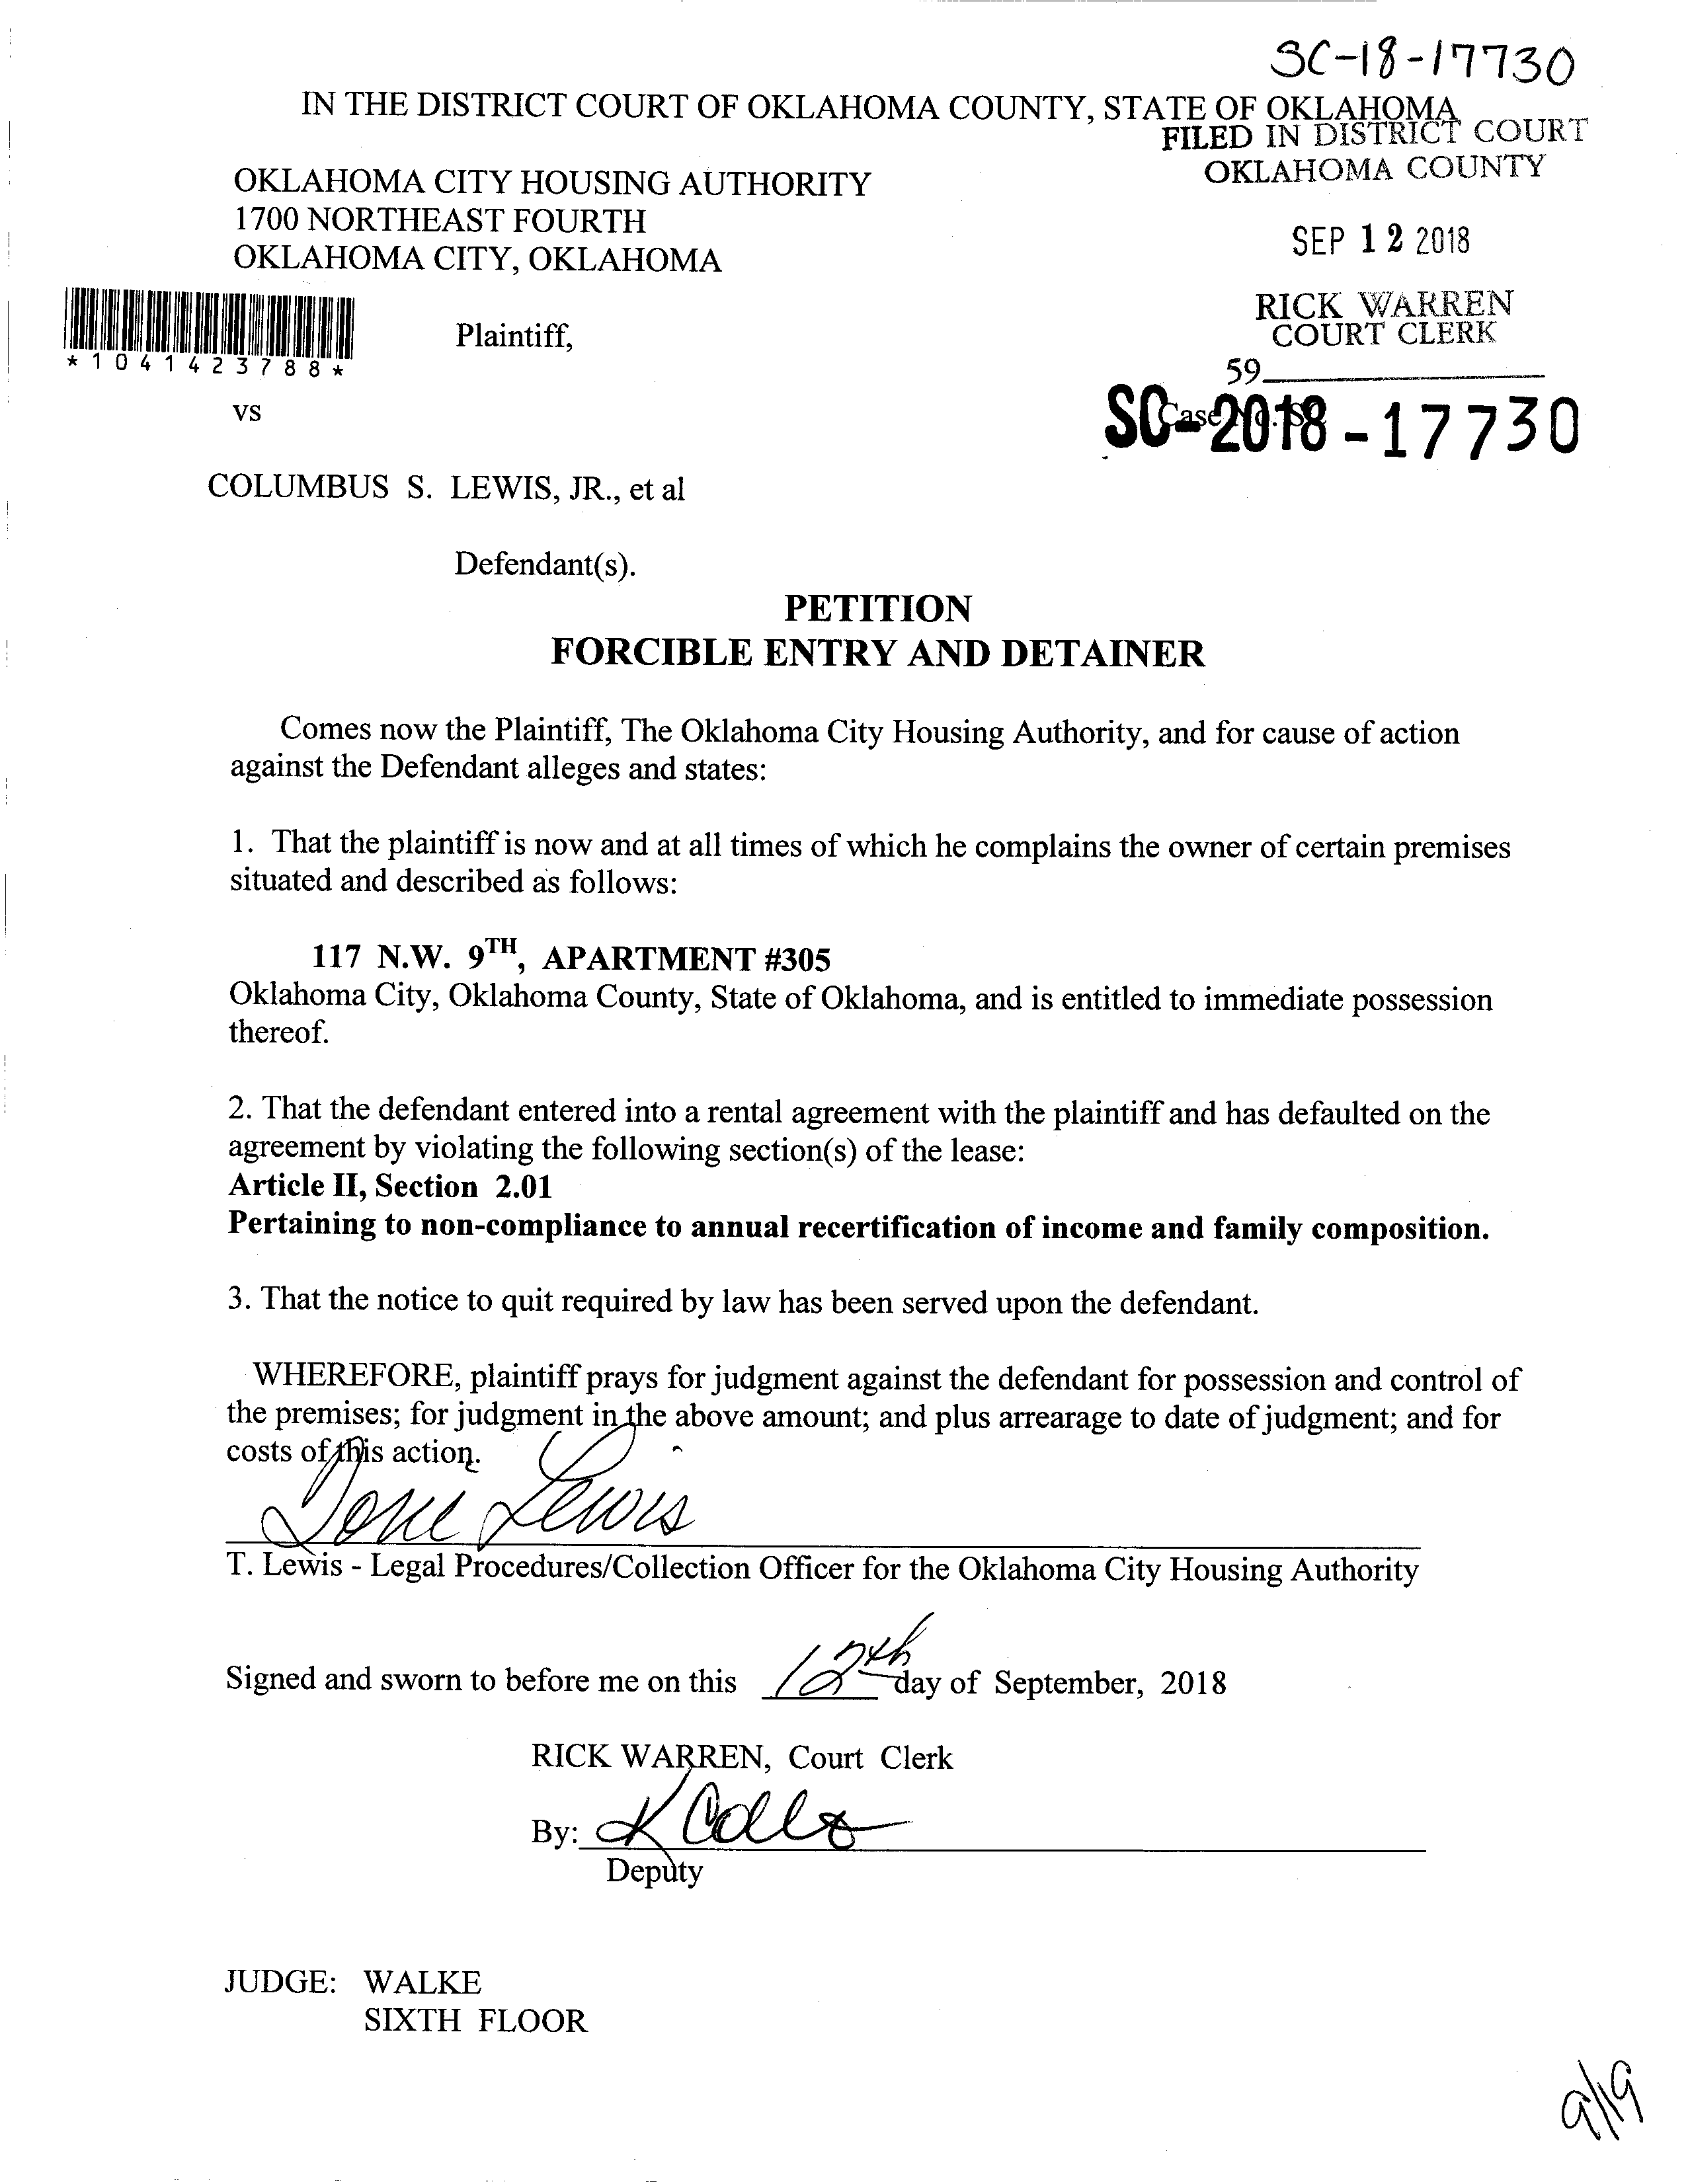 SC-18-17730
IN THE DISTRICT COURT OF OKLAHOMA COUNTY, STATE OF OKLAHOMA
FILED IN DISTRICT COURT
OKLAHOMA COUNTY
OKLAHOMA CITY HOUSING AUTHORITY
1700 NORTHEAST FOURTH
OKLAHOMA CITY, OKLAHOMA
SEP 12 2018
RICK WARREN
COURT CLERK
59
*1041423788*
Plaintiff,
vs
Case No. SC
SC-2018-17730
COLUMBUS S. LEWIS, JR., et al
Defendant(s).
PETITION
FORCIBLE ENTRY AND DETAINER
Comes now the Plaintiff, The Oklahoma City Housing Authority, and for cause of action
against the Defendant alleges and states:
1. That the plaintiff is now and at all times of which he complains the owner of certain premises
situated and described as follows:
117 N.W. 9TH, APARTMENT #305
Oklahoma City, Oklahoma County, State of Oklahoma, and is entitled to immediate possession
thereof.
2. That the defendant entered into a rental agreement with the plaintiff and has defaulted on the
agreement by violating the following section(s) of the lease:
Article II, Section 2.01
Pertaining to non-compliance to annual recertification of income and family composition.
3. That the notice to quit required by law has been served upon the defendant.
WHEREFORE, plaintiff prays for judgment against the defendant for possession and control of
the premises; for judgment in the above amount; and plus arrearage to date of judgment; and for
costs of this action.
Lewis
T. Lewis - Legal Procedures/Collection Officer for the Oklahoma City Housing Authority
Signed and sworn to before me on this 12th day of September, 2018
RICK WARREN, Court Clerk
By: K
Deputy
JUDGE: WALKE
SIXTH FLOOR
9/19